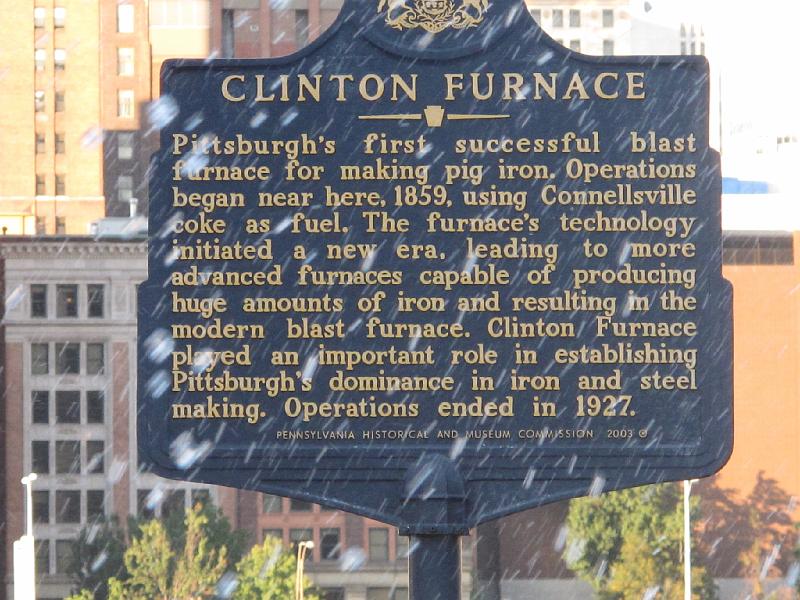 CLINTON FURNACE
Pittsburgh's first successful blast
furnace for making pig iron. Operations
began near here, 1859, using Connellsville
coke as fuel. The furnace's technology
initiated a new era, leading to more
advanced furnaces capable of producing
huge amounts of iron and resulting in the
modern blast furnace. Clinton Furnace
played an important role in establishing
Pittsburgh's dominance in iron and steel
making. Operations ended in 1927.
PENNSYLVANIA HISTORICAL AND MUSEUM COMMISSION 2003 ©